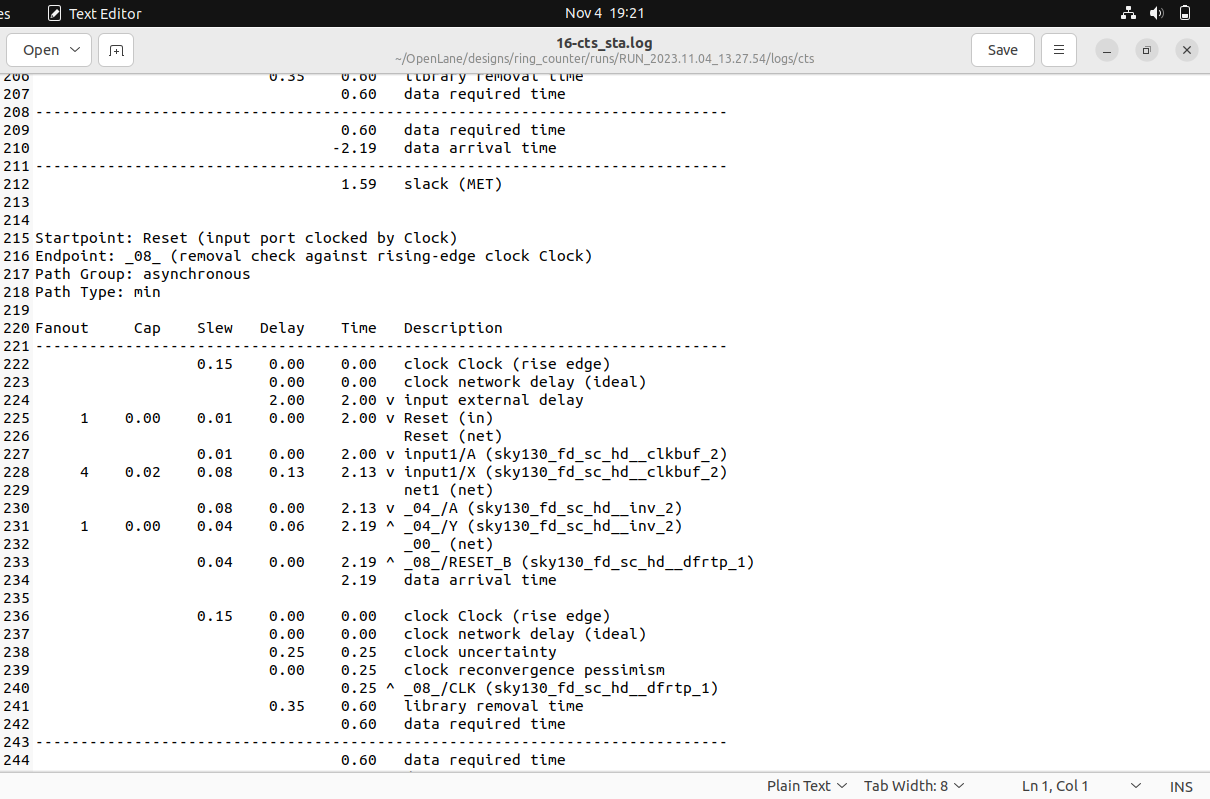 es Text Editor Nov 4 19:21
Open 16-cts_sta.log Save
~/OpenLane/designs/ring_counter/runs/RUN_2023.11.04_13.27.54/logs/cts
206 0.35 0.60 library removal time
207 0.60 data required time
208 -----------------------------------------------------------------------------
209 0.60 data required time
210 -2.19 data arrival time
211 -----------------------------------------------------------------------------
212 1.59 slack (MET)
213
214
215 Startpoint: Reset (input port clocked by Clock)
216 Endpoint: _08_ (removal check against rising-edge clock Clock)
217 Path Group: asynchronous
218 Path Type: min
219
220 Fanout Cap Slew Delay Time Description
221 -----------------------------------------------------------------------------
222 0.15 0.00 0.00 clock Clock (rise edge)
223 0.00 0.00 clock network delay (ideal)
224 2.00 2.00 v input external delay
225 1 0.00 0.01 0.00 2.00 v Reset (in)
226 Reset (net)
227 0.01 0.00 2.00 v input1/A (sky130_fd_sc_hd__clkbuf_2)
228 4 0.02 0.08 0.13 2.13 v input1/X (sky130_fd_sc_hd__clkbuf_2)
229 net1 (net)
230 0.08 0.00 2.13 v _04_/A (sky130_fd_sc_hd__inv_2)
231 1 0.00 0.04 0.06 2.19 ^ _04_/Y (sky130_fd_sc_hd__inv_2)
232 _00_ (net)
233 0.04 0.00 2.19 ^ _08_/RESET_B (sky130_fd_sc_hd__dfrtp_1)
234 2.19 data arrival time
235
236 0.15 0.00 0.00 clock Clock (rise edge)
237 0.00 0.00 clock network delay (ideal)
238 0.25 0.25 clock uncertainty
239 0.00 0.25 clock reconvergence pessimism
240 0.25 ^ _08_/CLK (sky130_fd_sc_hd__dfrtp_1)
241 0.35 0.60 library removal time
242 0.60 data required time
243 -----------------------------------------------------------------------------
244 0.60 data required time
Plain Text Tab Width: 8 Ln 1, Col 1 INS